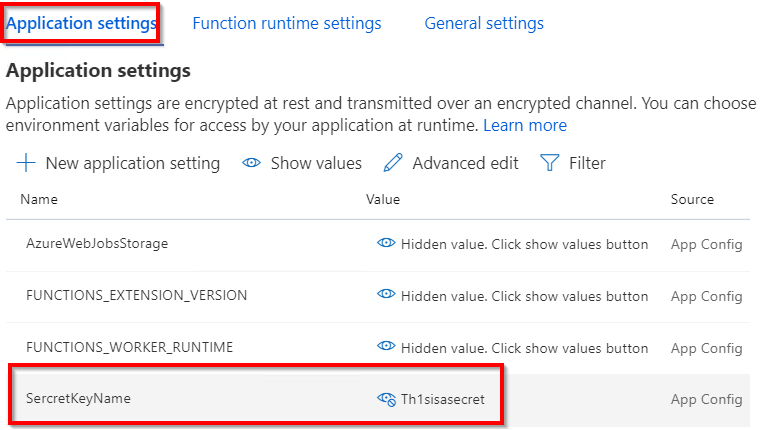 Application settings Function runtime settings General settings
Application settings
Application settings are encrypted at rest and transmitted over an encrypted channel. You can choose
environment variables for access by your application at runtime. Learn more
New application setting Show values Advanced edit Filter
Name Value Source
AzureWebJobsStorage Hidden value. Click show values button App Config
FUNCTIONS_EXTENSION_VERSION Hidden value. Click show values button App Config
FUNCTIONS_WORKER_RUNTIME Hidden value. Click show values button App Config
SercretKeyName Th1sisasecret App Config